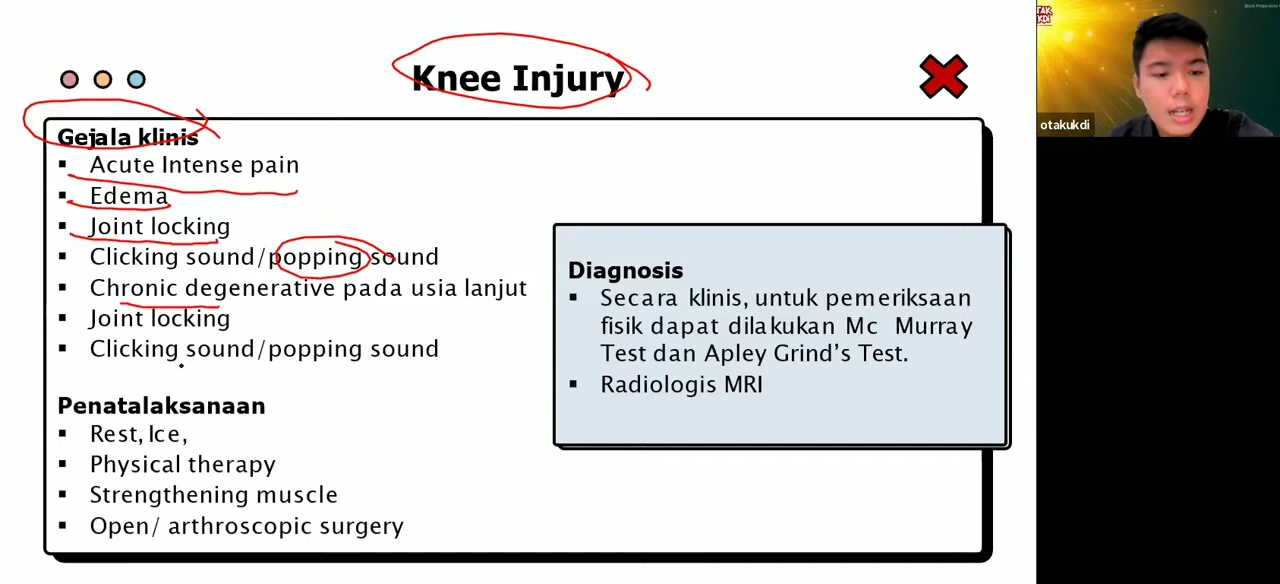 Knee Injury
Gejala klinis
▪ Acute Intense pain
▪ Edema
▪ Joint locking
▪ Clicking sound/popping sound
▪ Chronic degenerative pada usia lanjut
▪ Joint locking
▪ Clicking sound/popping sound
Penatalaksanaan
▪ Rest, Ice,
▪ Physical therapy
▪ Strengthening muscle
▪ Open/ arthroscopic surgery
Diagnosis
▪ Secara klinis, untuk pemeriksaan
fisik dapat dilakukan Mc Murray
Test dan Apley Grind's Test.
▪ Radiologis MRI
otakukdi